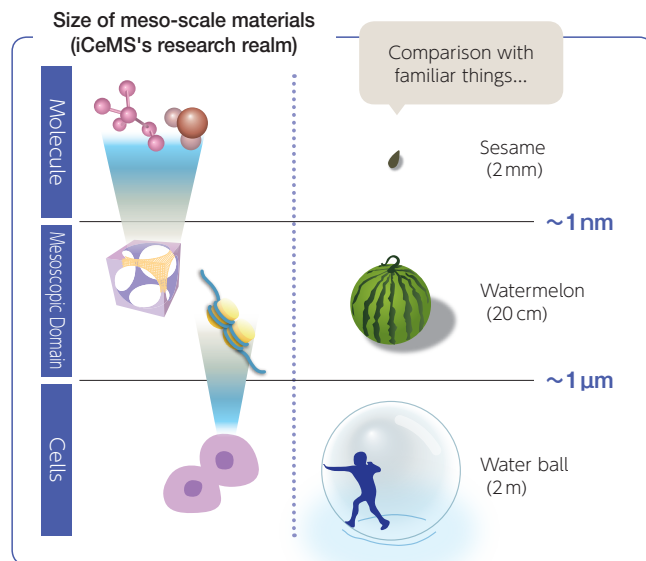 Size of meso-scale materials
(iCeMS's research realm)
Comparison with
familiar things...
Molecule
Sesame
(2 mm)
~1 nm
Mesoscopic Domain
Watermelon
(20 cm)
~1 μm
Cells
Water ball
(2 m)